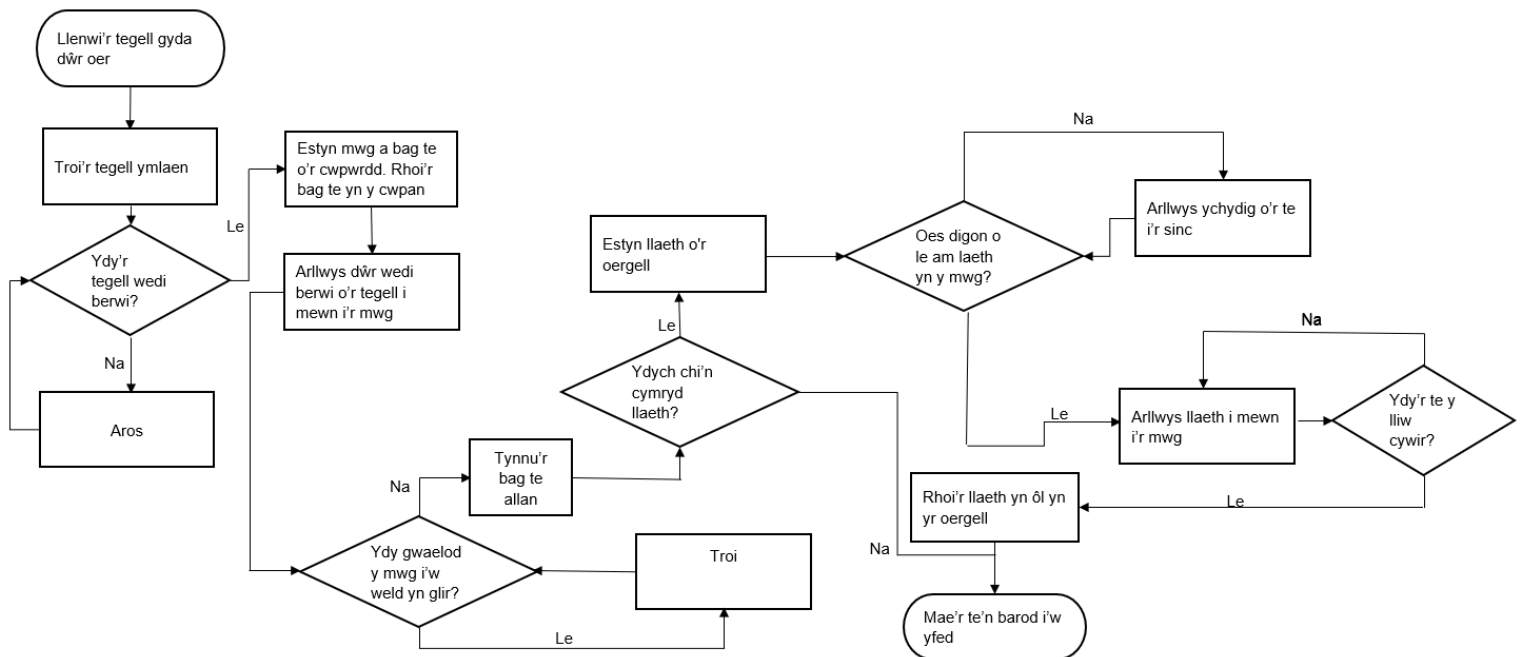 Llenwi'r tegell gyda
dŵr oer
Troi'r tegell ymlaen
Ydy'r
tegell wedi
berwi?
Na
Aros
Le
Estyn mwg a bag te
o'r cwpwrdd. Rhoi'r
bag te yn y cwpan
Arllwys dŵr wedi
berwi o'r tegell i
mewn i'r mwg
Ydy gwaelod
y mwg i'w
weld yn glir?
Le
Troi
Na
Tynnu'r
bag te
allan
Ydych chi'n
cymryd
llaeth?
Le
Estyn llaeth o'r
oergell
Oes digon o
le am laeth
yn y mwg?
Na
Arllwys ychydig o'r te
i'r sinc
Le
Arllwys llaeth i mewn
i'r mwg
Ydy'r te y
lliw
cywir?
Na
Le
Rhoi'r llaeth yn ôl yn
yr oergell
Na
Mae'r te'n barod i'w
yfed